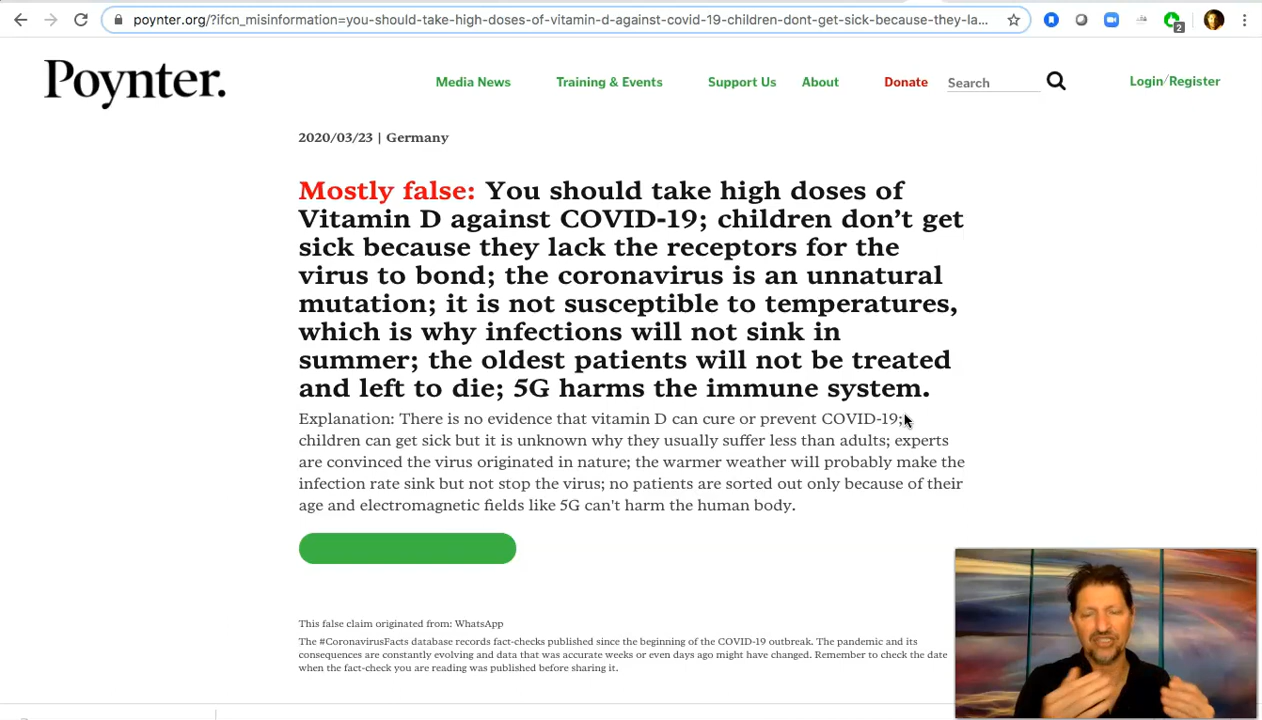 poynter.org/?ifcn_misinformation=you-should-take-high-doses-of-vitamin-d-against-covid-19-children-dont-get-sick-because-they-la...
2
Poynter.
Media News Training & Events Support Us About Donate Search Login/Register
2020/03/23 | Germany
Mostly false: You should take high doses of
Vitamin D against COVID-19; children don’t get
sick because they lack the receptors for the
virus to bond; the coronavirus is an unnatural
mutation; it is not susceptible to temperatures,
which is why infections will not sink in
summer; the oldest patients will not be treated
and left to die; 5G harms the immune system.
Explanation: There is no evidence that vitamin D can cure or prevent COVID-19;
children can get sick but it is unknown why they usually suffer less than adults; experts
are convinced the virus originated in nature; the warmer weather will probably make the
infection rate sink but not stop the virus; no patients are sorted out only because of their
age and electromagnetic fields like 5G can't harm the human body.
This false claim originated from: WhatsApp
The #CoronavirusFacts database records fact-checks published since the beginning of the COVID-19 outbreak. The pandemic and its
consequences are constantly evolving and data that was accurate weeks or even days ago might have changed. Remember to check the date
when the fact-check you are reading was published before sharing it.